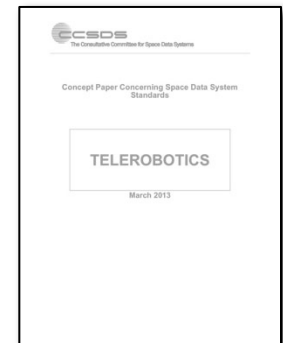 CCSDS
The Consultative Committee for Space Data Systems
Concept Paper Concerning Space Data System
Standards
TELEROBOTICS
March 2013